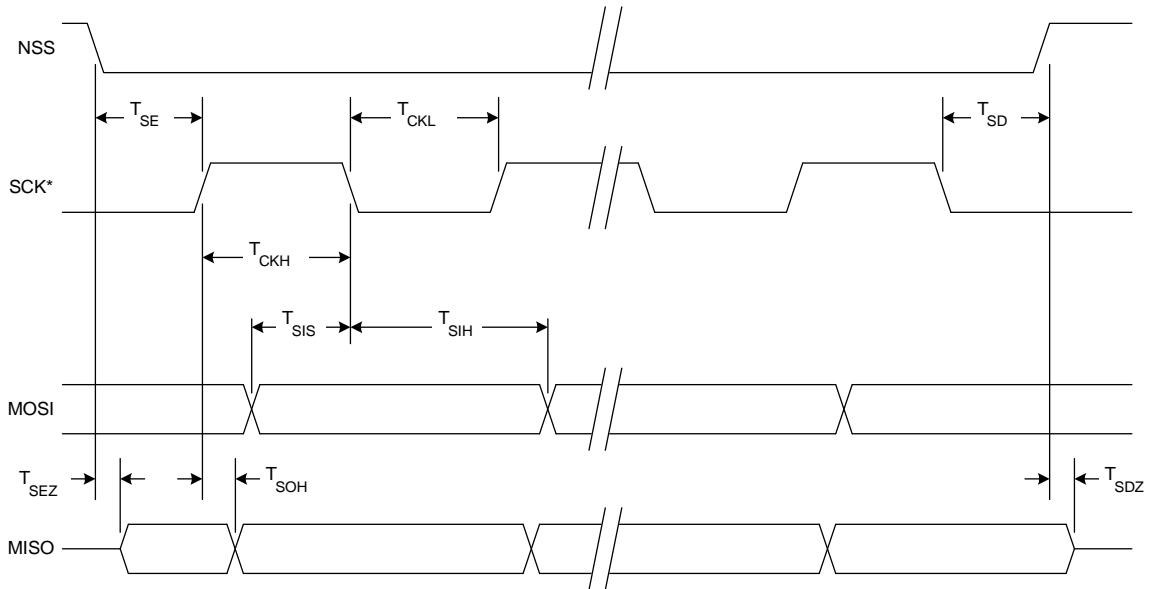 NSS
T_SE
T_CKL
T_SD
SCK*
T_CKH
T_SIS
T_SIH
MOSI
T_SEZ
T_SOH
T_SDZ
MISO